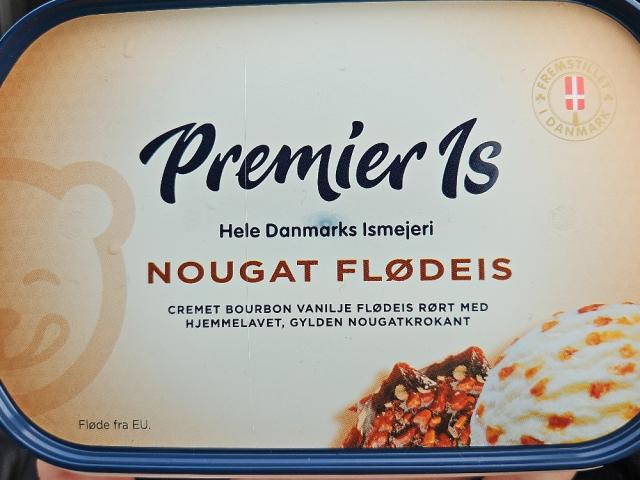 FREMSTILLET
I DANMARK
Premier Is
Hele Danmarks Ismejeri
NOUGAT FLØDEIS
CREMET BOURBON VANILJE FLØDEIS RØRT MED
HJEMMELAVET, GYLDEN NOUGATKROKANT
Fløde fra EU.